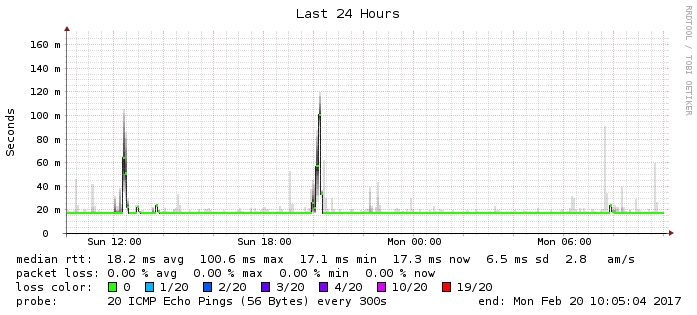 Last 24 Hours
RRDTOOL / TOBI OETIKER
Seconds
160 m
140 m
120 m
100 m
80 m
60 m
40 m
20 m
0
Sun 12:00 Sun 18:00 Mon 00:00 Mon 06:00
median rtt: 18.2 ms avg 100.6 ms max 17.1 ms min 17.3 ms now 6.5 ms sd 2.8 am/s
packet loss: 0.00 % avg 0.00 % max 0.00 % min 0.00 % now
loss color: 0 1/20 2/20 3/20 4/20 10/20 19/20
probe: 20 ICMP Echo Pings (56 Bytes) every 300s end: Mon Feb 20 10:05:04 2017